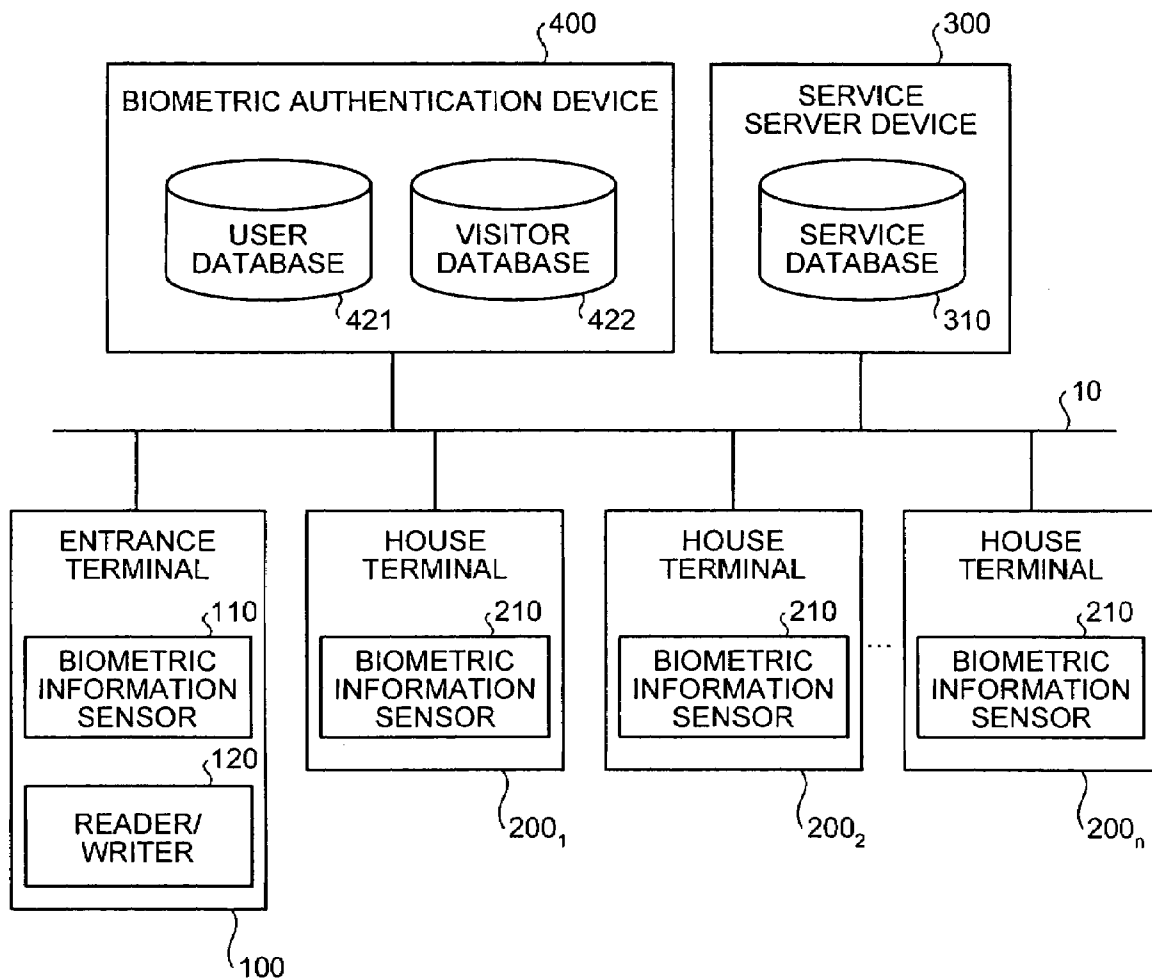 400
300
BIOMETRIC AUTHENTICATION DEVICE
SERVICE
SERVER DEVICE
USER
DATABASE
VISITOR
DATABASE
SERVICE
DATABASE
421
422
310
10
ENTRANCE
TERMINAL
HOUSE
TERMINAL
HOUSE
TERMINAL
HOUSE
TERMINAL
110
210
210
210
BIOMETRIC
INFORMATION
SENSOR
BIOMETRIC
INFORMATION
SENSOR
BIOMETRIC
INFORMATION
SENSOR
...
BIOMETRIC
INFORMATION
SENSOR
120
READER/
WRITER
200₁
200₂
200ₙ
100